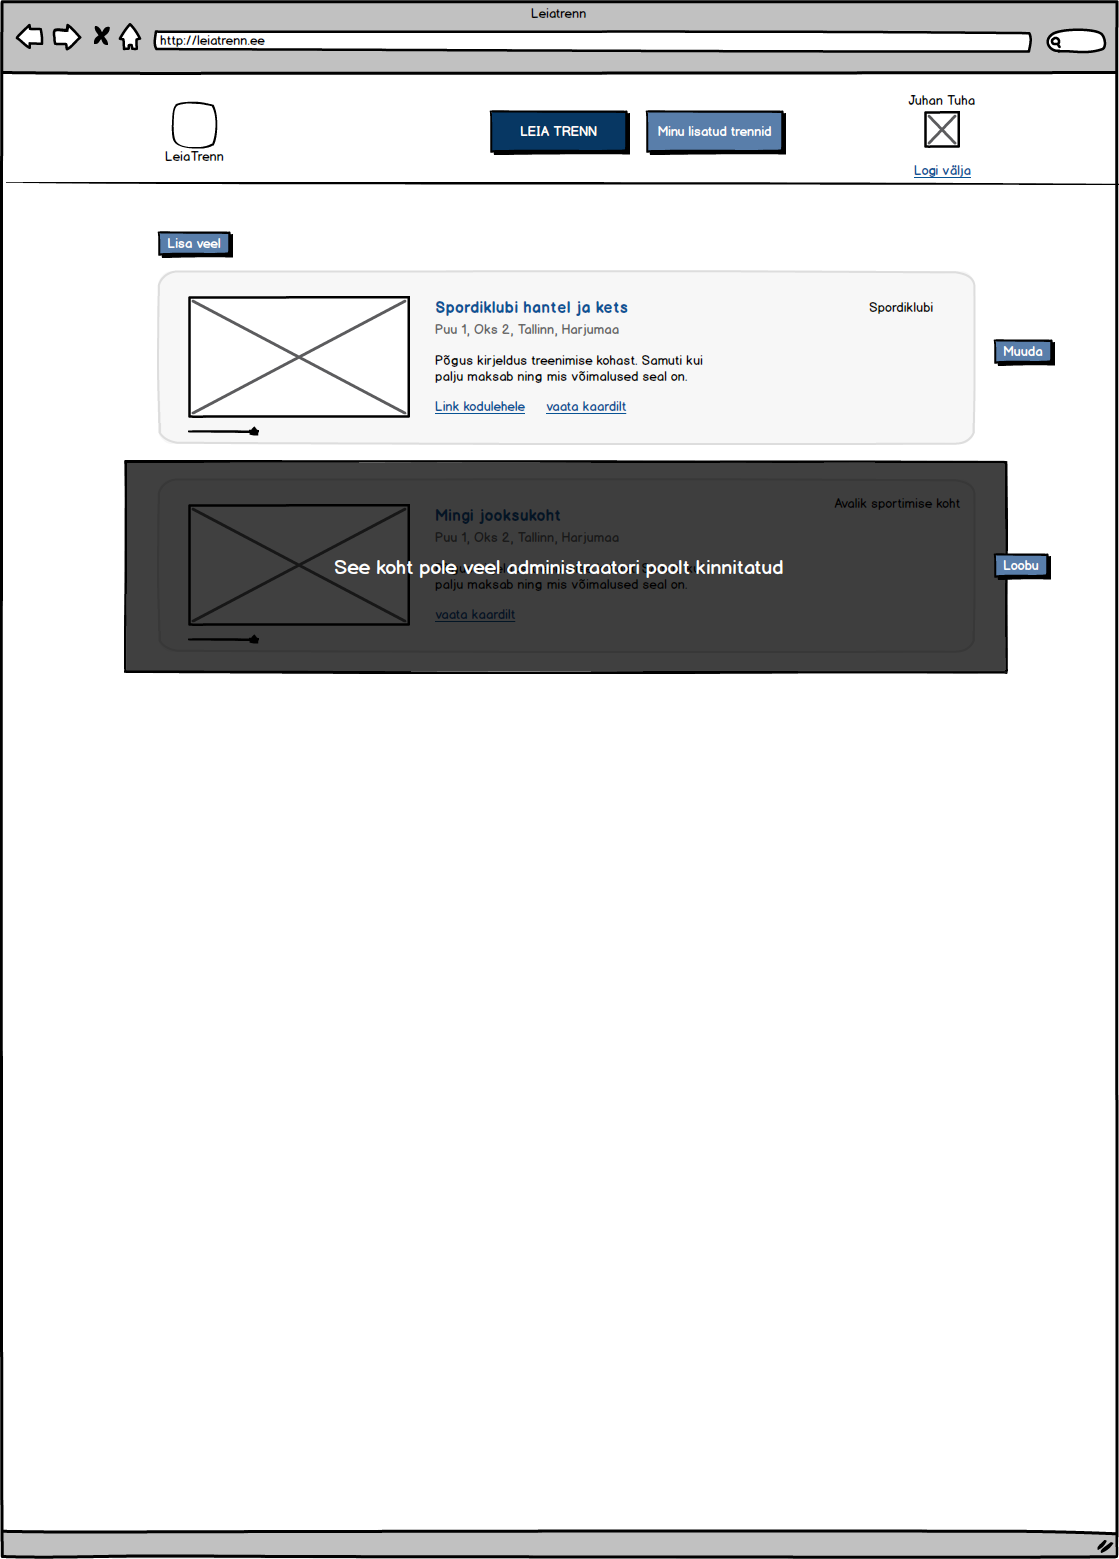 Leiatrenn
http://leiatrenn.ee
LeiaTrenn
LEIA TRENN
Minu lisatud trennid
Juhan Tuha
Logi välja
Lisa veel
Spordiklubi hantel ja kets
Spordiklubi
Puu 1, Oks 2, Tallinn, Harjumaa
Põgus kirjeldus treenimise kohast. Samuti kui
palju maksab ning mis võimalused seal on.
Link kodulehele vaata kaardilt
Muuda
Avalik sportimise koht
Mingi jooksukoht
Puu 1, Oks 2, Tallinn, Harjumaa
See koht pole veel administraatori poolt kinnitatud
palju maksab ning mis võimalused seal on.
vaata kaardilt
Loobu